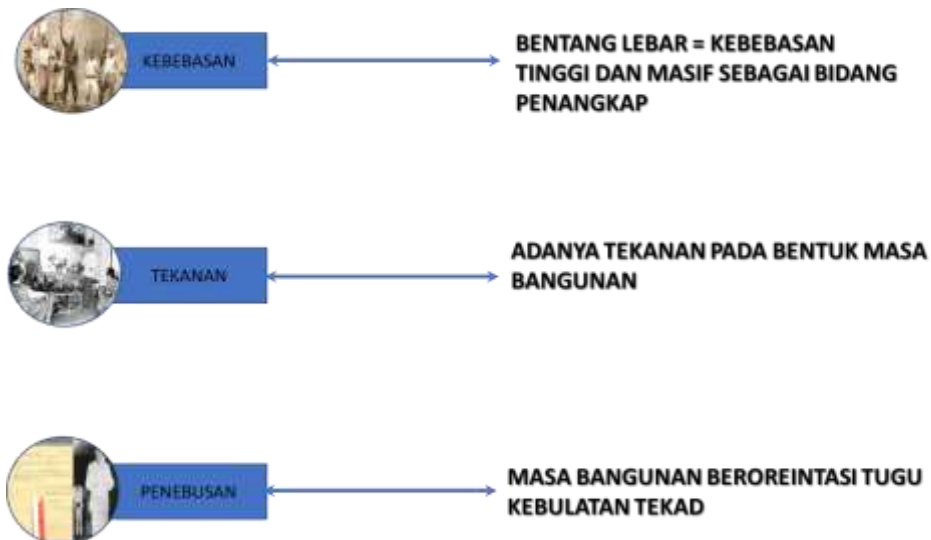 KEBEBASAN
BENTANG LEBAR = KEBEBASAN
TINGGI DAN MASIF SEBAGAI BIDANG
PENANGKAP
TEKANAN
ADANYA TEKANAN PADA BENTUK MASA
BANGUNAN
PENEBUSAN
MASA BANGUNAN BEROREINTASI TUGU
KEBULATAN TEKAD